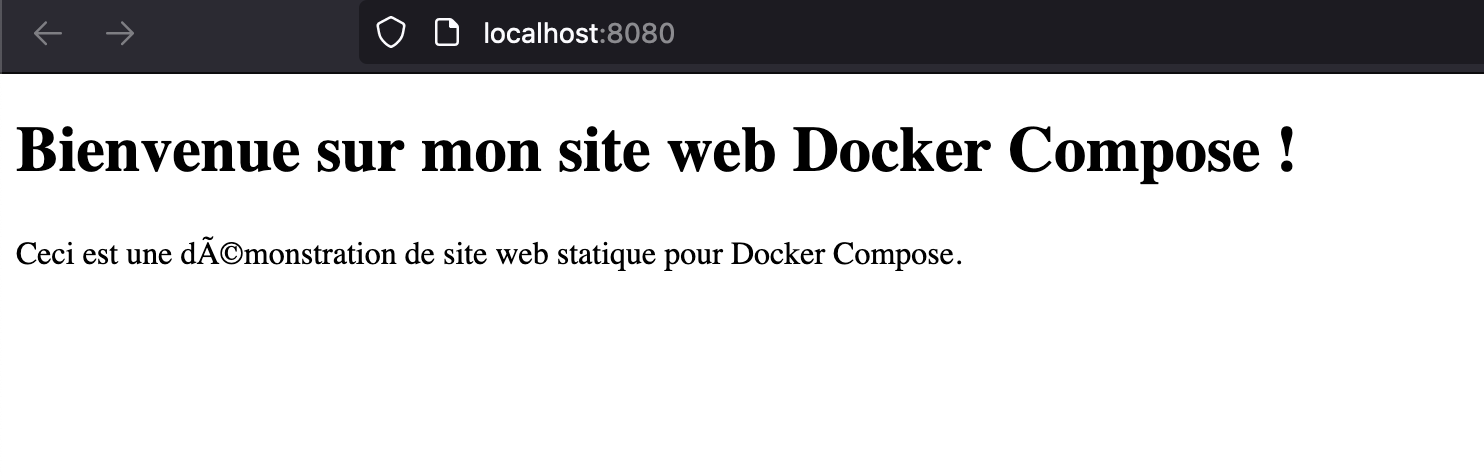 localhost:8080
Bienvenue sur mon site web Docker Compose !
Ceci est une dÃ©monstration de site web statique pour Docker Compose.